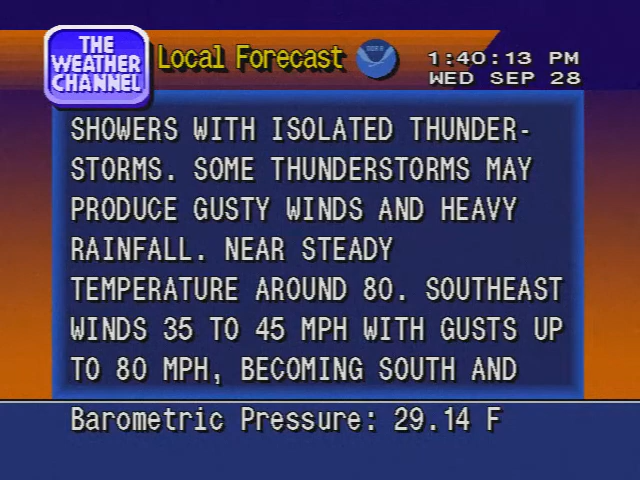 THE
WEATHER
CHANNEL
Local Forecast
NOAA
1:40:13 PM
WED SEP 28
SHOWERS WITH ISOLATED THUNDER-
STORMS. SOME THUNDERSTORMS MAY
PRODUCE GUSTY WINDS AND HEAVY
RAINFALL. NEAR STEADY
TEMPERATURE AROUND 80. SOUTHEAST
WINDS 35 TO 45 MPH WITH GUSTS UP
TO 80 MPH, BECOMING SOUTH AND
Barometric Pressure: 29.14 F